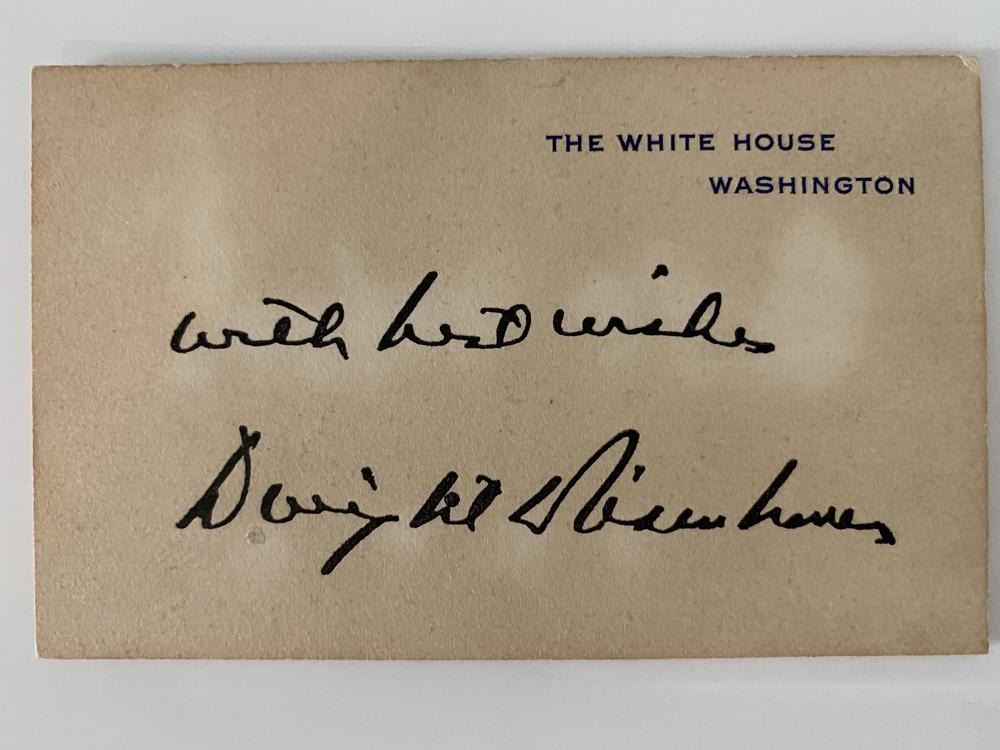 THE WHITE HOUSE
WASHINGTON
with best wishes
Dwight D Eisenhower